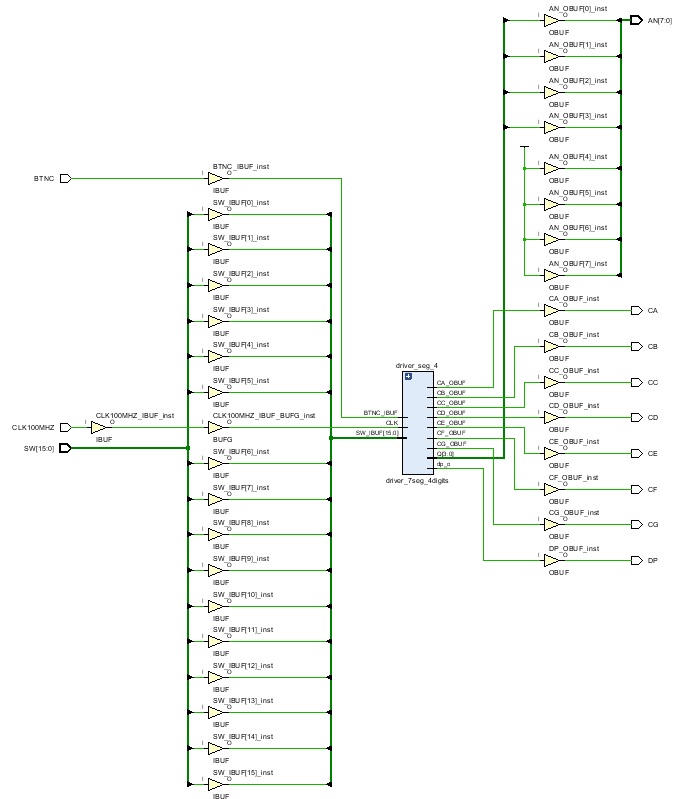 AN_OBUF[0]_inst
I
O
AN[7:0]
OBUF
AN_OBUF[1]_inst
I
O
OBUF
AN_OBUF[2]_inst
I
O
OBUF
AN_OBUF[3]_inst
I
O
OBUF
AN_OBUF[4]_inst
I
O
OBUF
AN_OBUF[5]_inst
I
O
OBUF
AN_OBUF[6]_inst
I
O
OBUF
AN_OBUF[7]_inst
I
O
OBUF
BTNC
BTNC_IBUF_inst
I
O
IBUF
SW_IBUF[0]_inst
I
O
IBUF
SW_IBUF[1]_inst
I
O
IBUF
SW_IBUF[2]_inst
I
O
IBUF
SW_IBUF[3]_inst
I
O
IBUF
SW_IBUF[4]_inst
I
O
IBUF
SW_IBUF[5]_inst
I
O
IBUF
CLK100MHZ
CLK100MHZ_IBUF_inst
I
O
IBUF
CLK100MHZ_IBUF_BUFG_inst
I
O
BUFG
SW[15:0]
SW_IBUF[6]_inst
I
O
IBUF
SW_IBUF[7]_inst
I
O
IBUF
SW_IBUF[8]_inst
I
O
IBUF
SW_IBUF[9]_inst
I
O
IBUF
SW_IBUF[10]_inst
I
O
IBUF
SW_IBUF[11]_inst
I
O
IBUF
SW_IBUF[12]_inst
I
O
IBUF
SW_IBUF[13]_inst
I
O
IBUF
SW_IBUF[14]_inst
I
O
IBUF
SW_IBUF[15]_inst
I
O
IBUF
driver_seg_4
BTNC_IBUF
CLK
SW_IBUF[15:0]
CA_OBUF
CB_OBUF
CC_OBUF
CD_OBUF
CE_OBUF
CF_OBUF
CG_OBUF
Q[3:0]
dp_o
driver_7seg_4digits
CA_OBUF_inst
I
O
CA
OBUF
CB_OBUF_inst
I
O
CB
OBUF
CC_OBUF_inst
I
O
CC
OBUF
CD_OBUF_inst
I
O
CD
OBUF
CE_OBUF_inst
I
O
CE
OBUF
CF_OBUF_inst
I
O
CF
OBUF
CG_OBUF_inst
I
O
CG
OBUF
DP_OBUF_inst
I
O
DP
OBUF